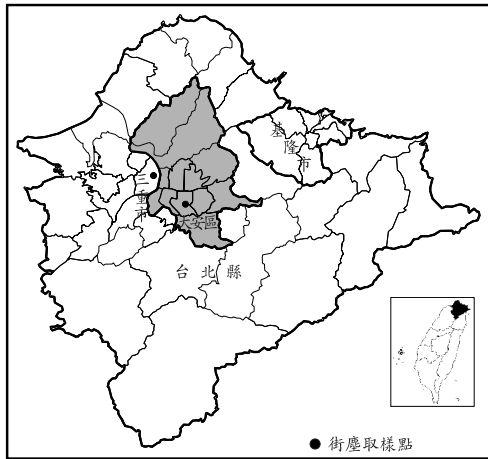 基隆市
三重市
大安區
台北縣
● 街塵取樣點